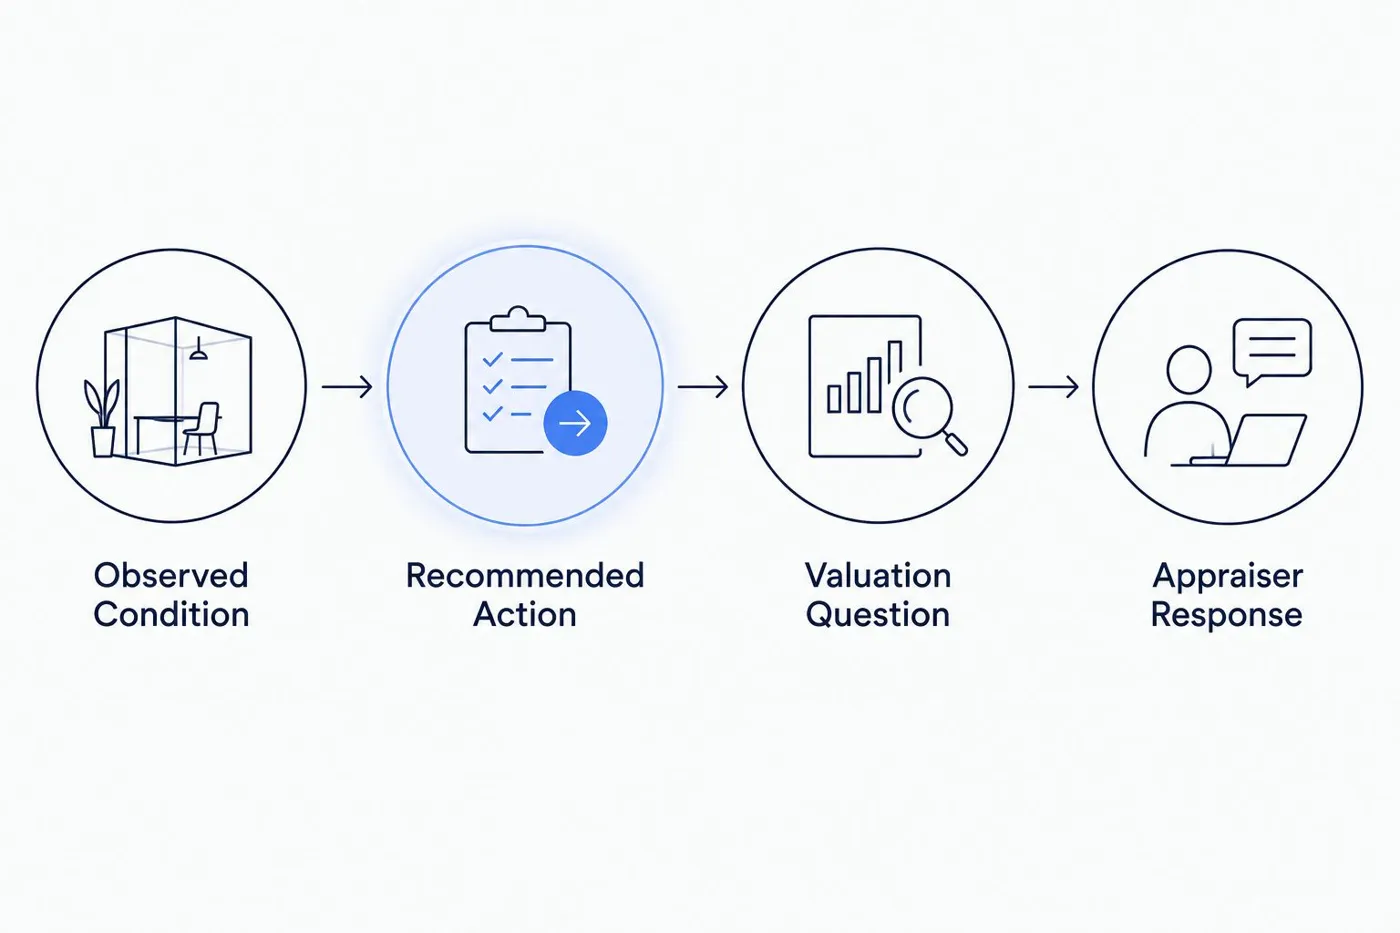 Observed
Condition
Recommended
Action
Valuation
Question
Appraiser
Response